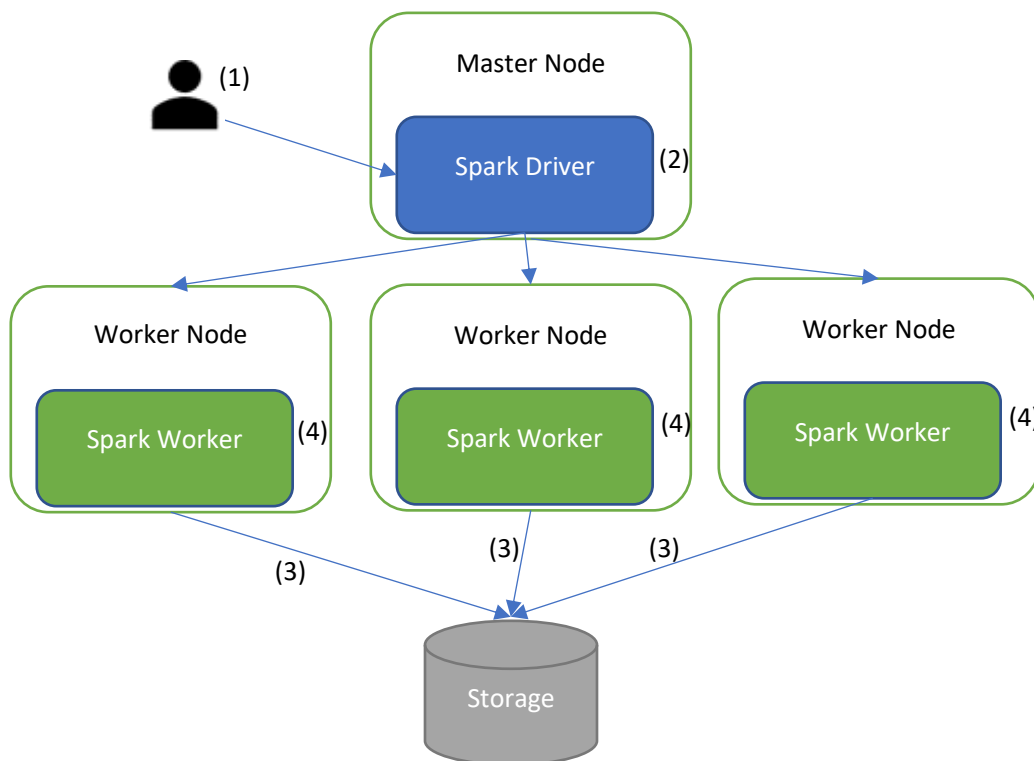 (1)
Master Node
Spark Driver
(2)
Worker Node
Worker Node
Worker Node
Spark Worker
(4)
Spark Worker
(4)
Spark Worker
(4)
(3)
(3)
(3)
Storage